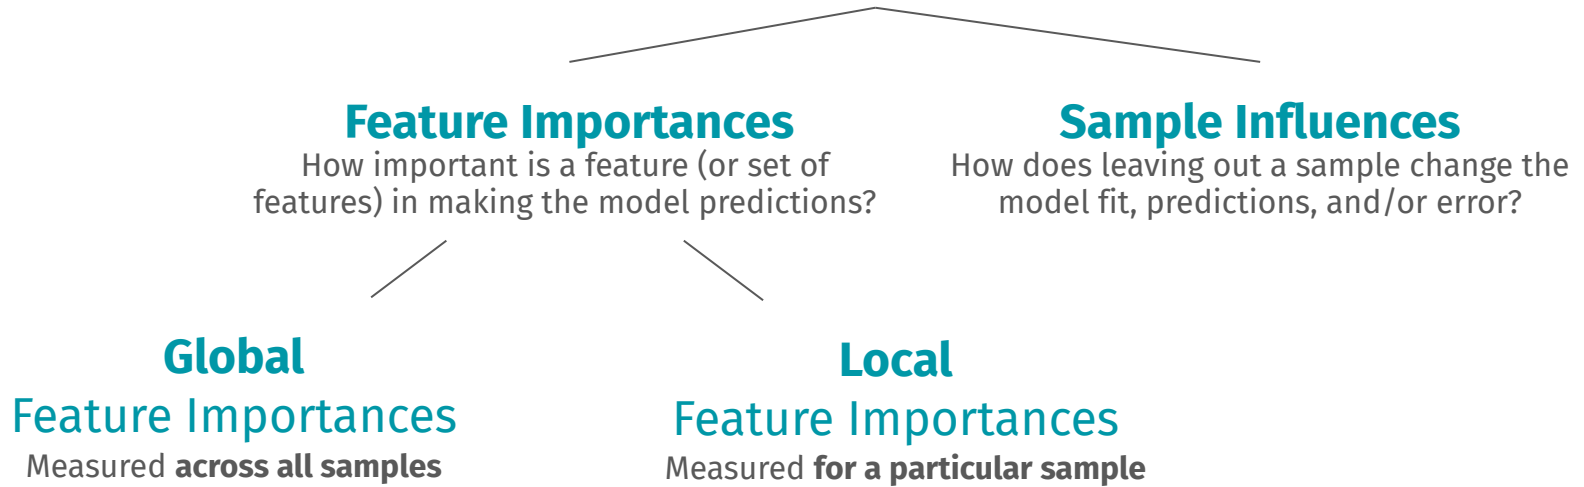 Feature Importances
How important is a feature (or set of
features) in making the model predictions?
Sample Influences
How does leaving out a sample change the
model fit, predictions, and/or error?
Global
Feature Importances
Measured across all samples
Local
Feature Importances
Measured for a particular sample